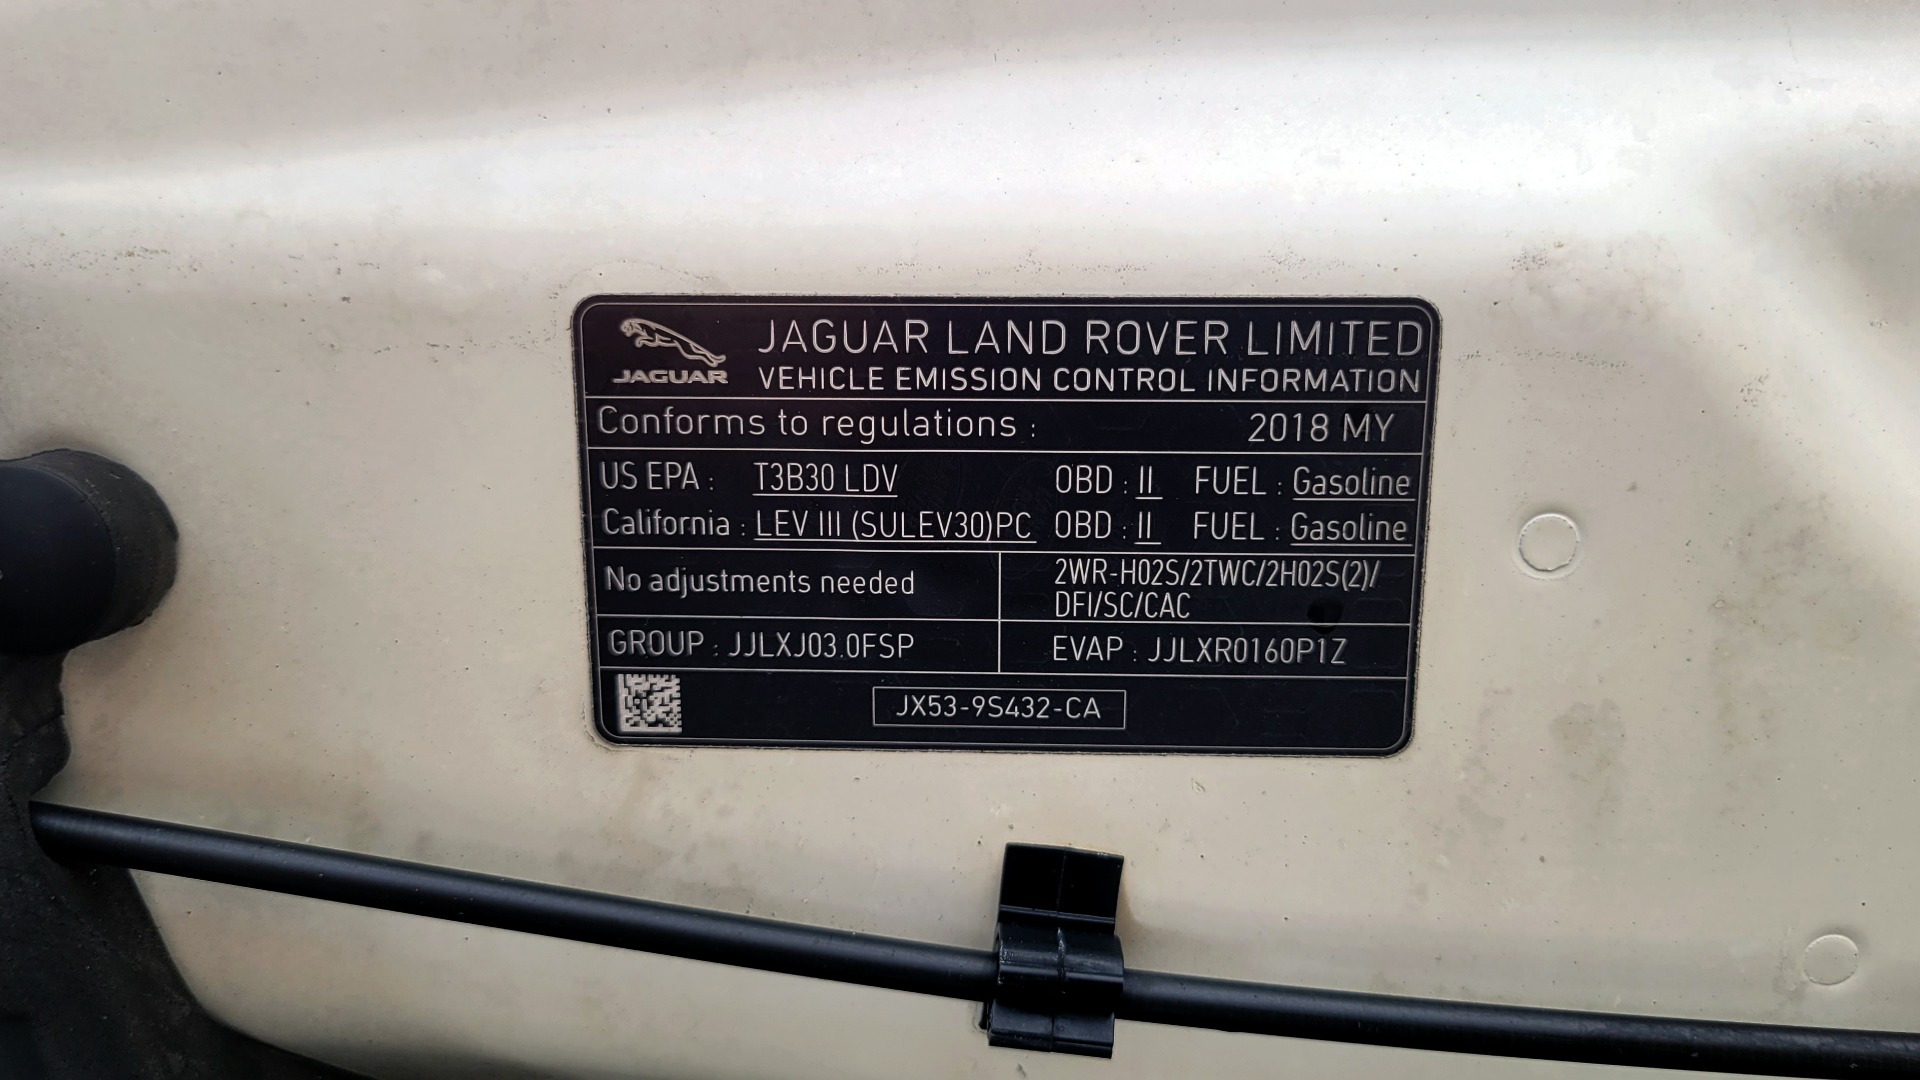 JAGUAR
JAGUAR LAND ROVER LIMITED
VEHICLE EMISSION CONTROL INFORMATION
Conforms to regulations : 2018 MY
US EPA : T3B30 LDV OBD : II FUEL : Gasoline
California : LEV III (SULEV30)PC OBD : II FUEL : Gasoline
No adjustments needed
2WR-H02S/2TWC/2H02S(2)/
DFI/SC/CAC
GROUP : JJLXJ03.0FSP
EVAP : JJLXR0160P1Z
JX53-9S432-CA